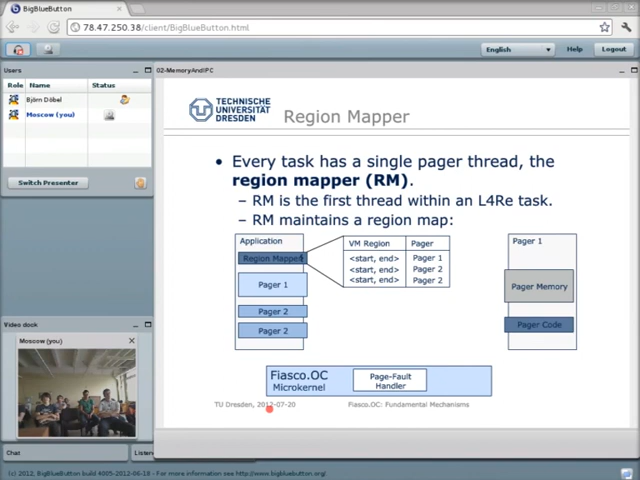 BigBlueButton
78.47.250.38/client/BigBlueButton.html
English
Help
Logout
Users
Role Name Status
Björn Döbel
Moscow (you)
Switch Presenter
02-MemoryAndIPC
TECHNISCHE
UNIVERSITÄT
DRESDEN
Region Mapper
• Every task has a single pager thread, the
region mapper (RM).
– RM is the first thread within an L4Re task.
– RM maintains a region map:
Application
Region Mapper
Pager 1
Pager 2
Pager 2
VM Region Pager
<start, end> Pager 1
<start, end> Pager 2
<start, end> Pager 2
Pager 1
Pager Memory
Pager Code
Fiasco.OC
Microkernel
Page-Fault
Handler
TU Dresden, 2012-07-20
Fiasco.OC: Fundamental Mechanisms
Video dock
Moscow (you)
Chat
Listen
(c) 2012, BigBlueButton build 4005-2012-06-18 - For more information see http://www.bigbluebutton.org/